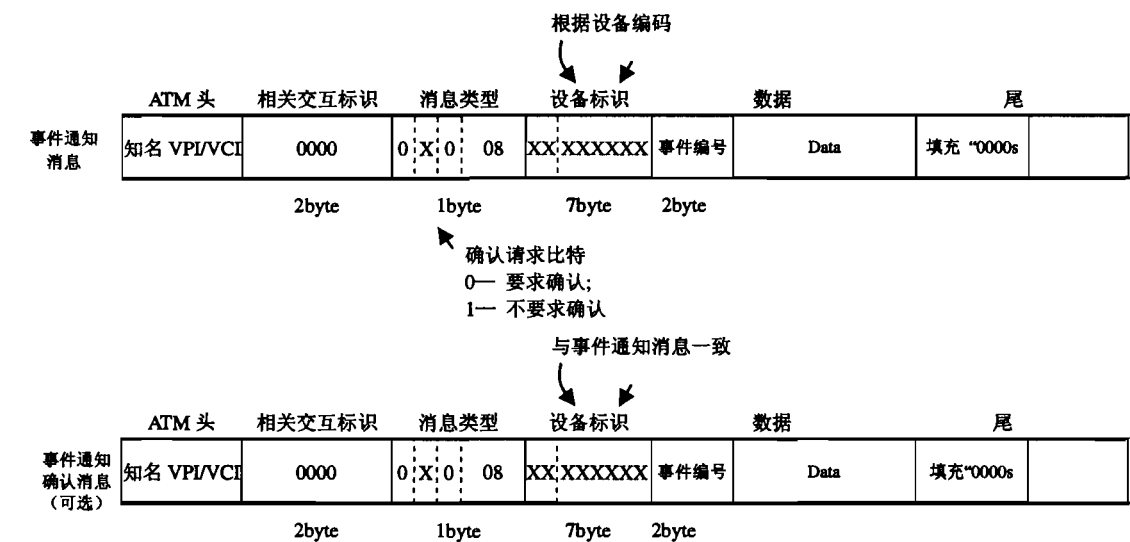 根据设备编码
ATM 头 相关交互标识 消息类型 设备标识 数据 尾
事件通知
消息
知名 VPI/VCI 0000 0 X 0 08 XX XXXXXX 事件编号 Data 填充 “0000s
2byte 1byte 7byte 2byte
确认请求比特
0— 要求确认;
1— 不要求确认
与事件通知消息一致
ATM 头 相关交互标识 消息类型 设备标识 数据 尾
事件通知
确认消息
（可选）
知名 VPI/VCI 0000 0 X 0 08 XX XXXXXX 事件编号 Data 填充“0000s
2byte 1byte 7byte 2byte